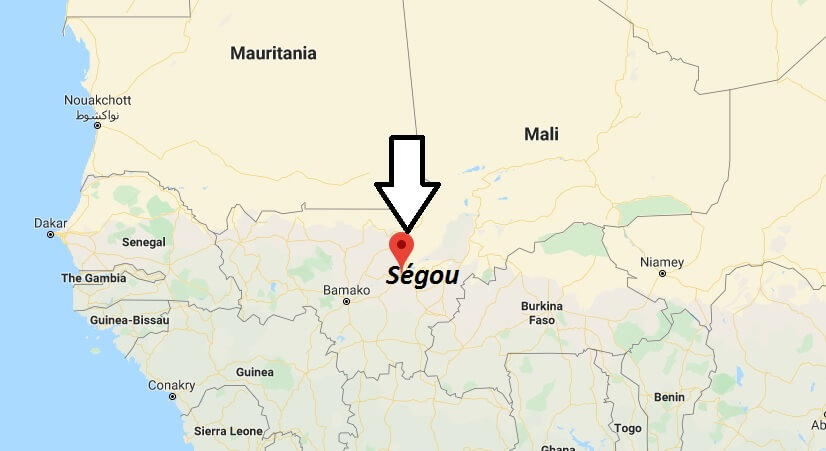 Mauritania
Nouakchott
نواكشوط
Mali
Dakar
Senegal
The Gambia
Ségou
Niamey
Bamako
Burkina
Faso
Guinea-Bissau
Guinea
Conakry
Benin
Togo
Sierra Leone
Ghana